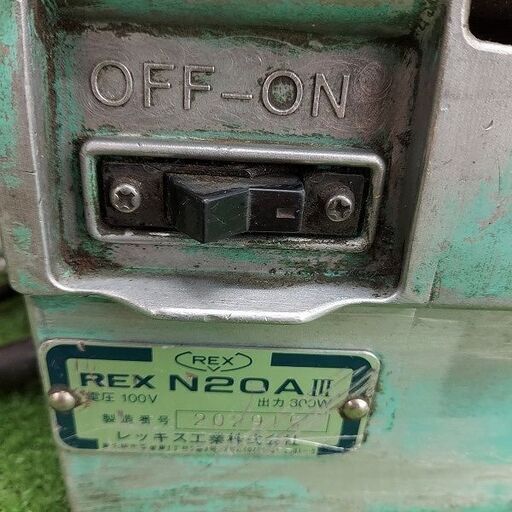 OFF-ON
REX
REX N20AIII
電圧 100V 出力 300W
製造番号
レッキス工業株式会社